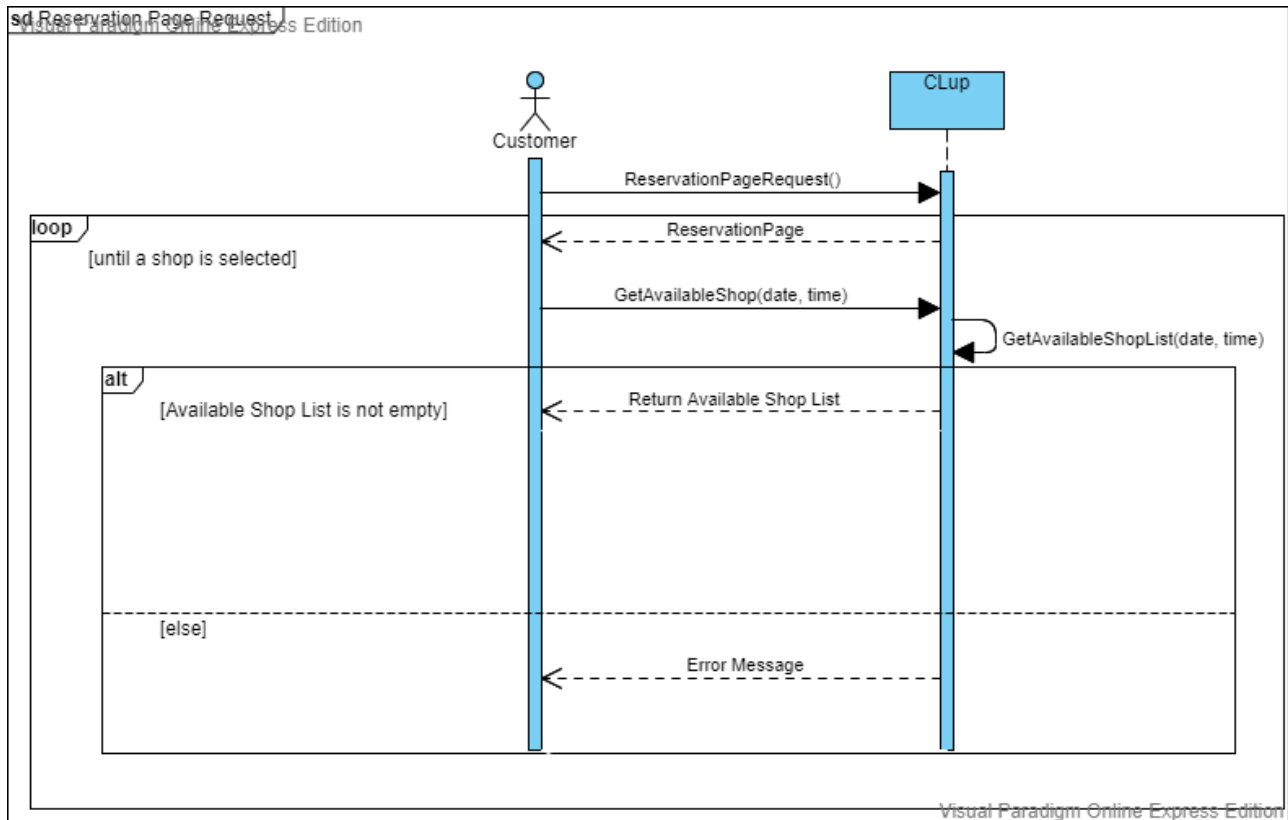 sd Reservation Page Request
Visual Paradigm Online Express Edition
CLup
Customer
ReservationPageRequest()
loop
ReservationPage
[until a shop is selected]
GetAvailableShop(date, time)
GetAvailableShopList(date, time)
alt
[Available Shop List is not empty]
Return Available Shop List
[else]
Error Message
Visual Paradigm Online Express Edition